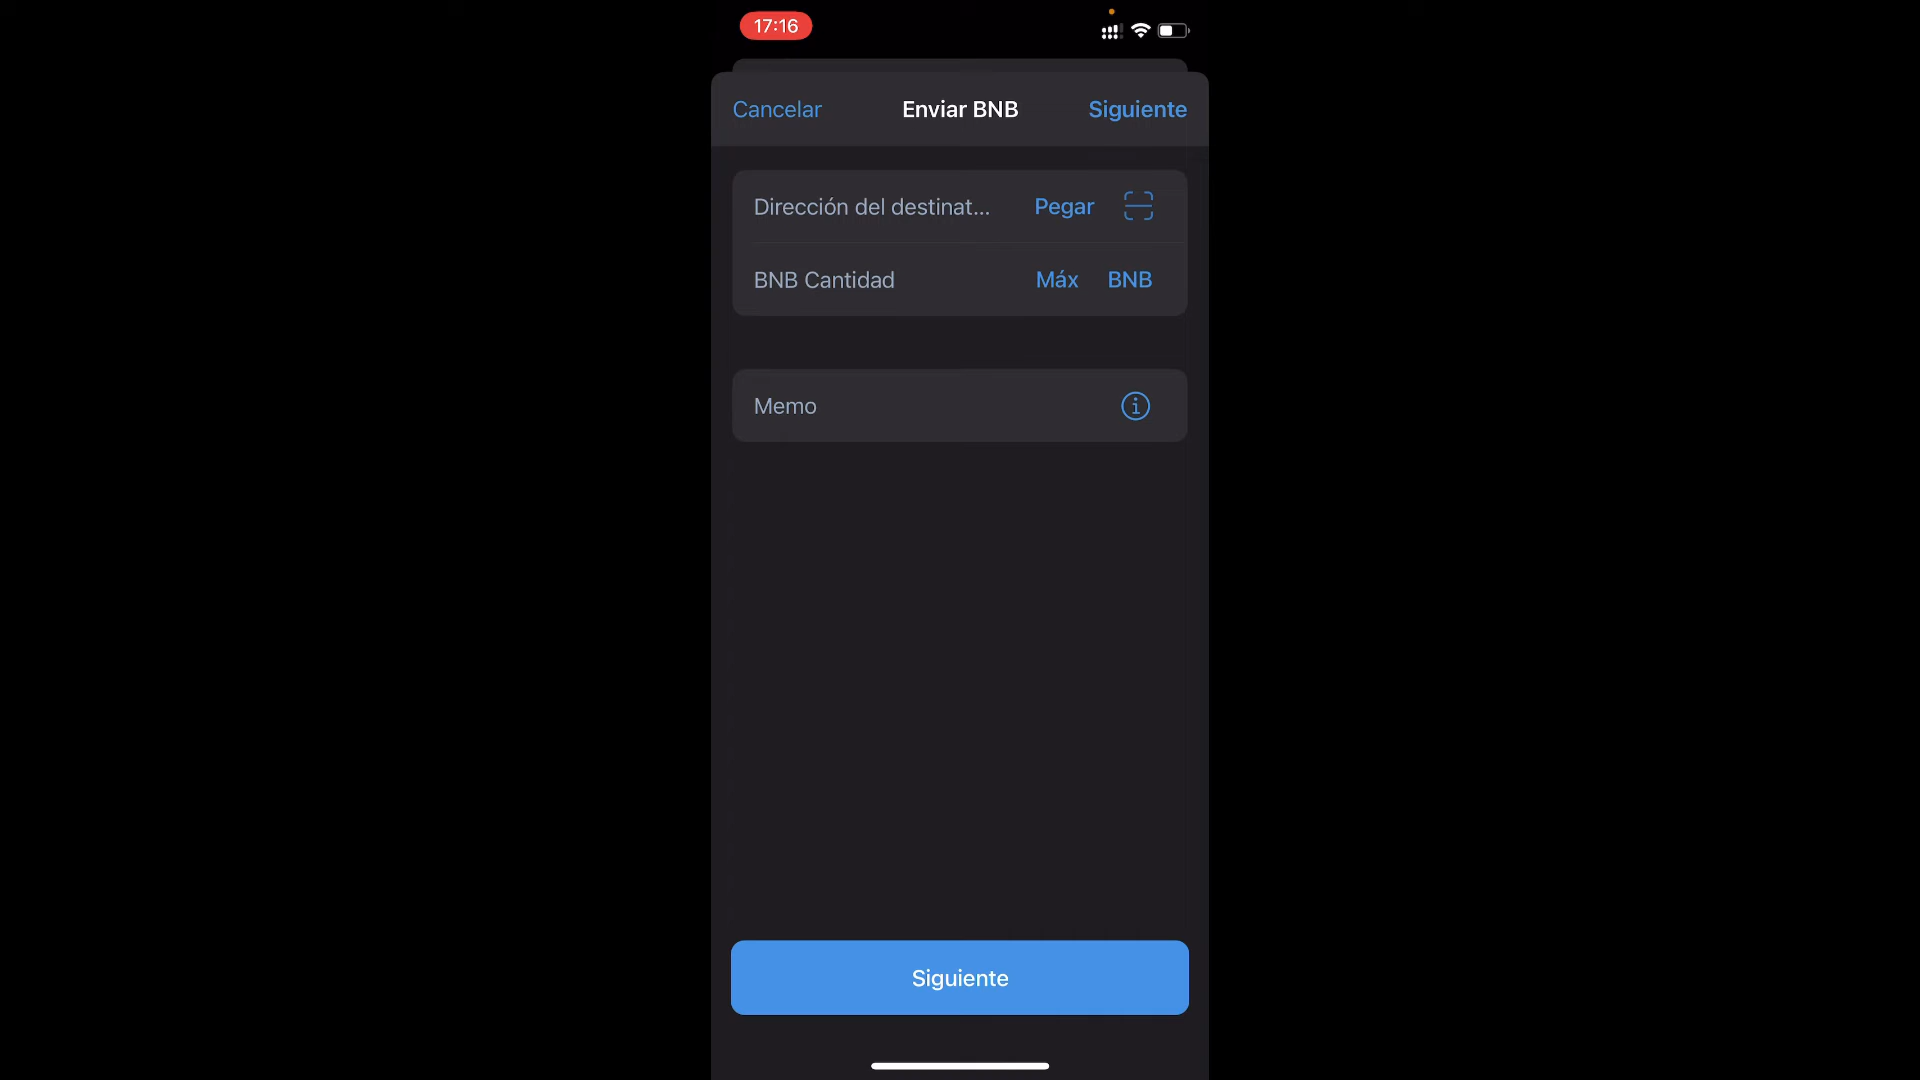 17:16
Cancelar Enviar BNB Siguiente
Dirección del destinat... Pegar
BNB Cantidad Máx BNB
Memo
Siguiente